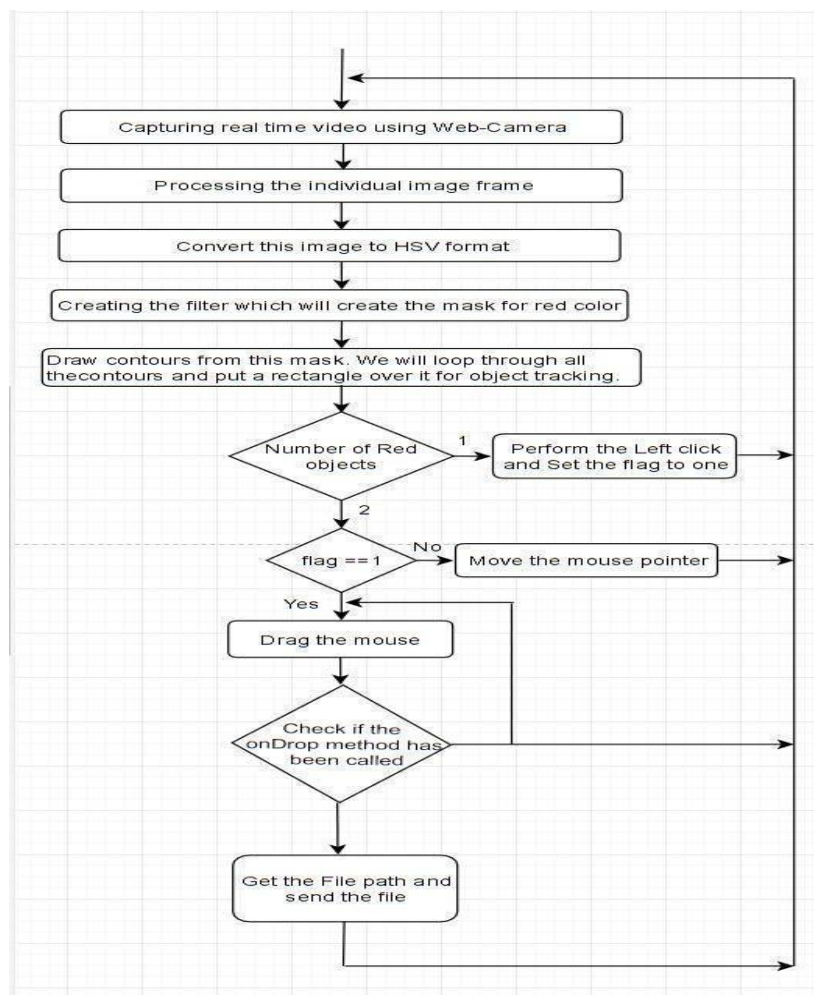 Capturing real time video using Web-Camera
Processing the individual image frame
Convert this image to HSV format
Creating the filter which will create the mask for red color
Draw contours from this mask. We will loop through all
thecontours and put a rectangle over it for object tracking.
Number of Red
objects
1
Perform the Left click
and Set the flag to one
2
flag ==1
No
Move the mouse pointer
Yes
Drag the mouse
Check if the
onDrop method has
been called
Get the File path and
send the file